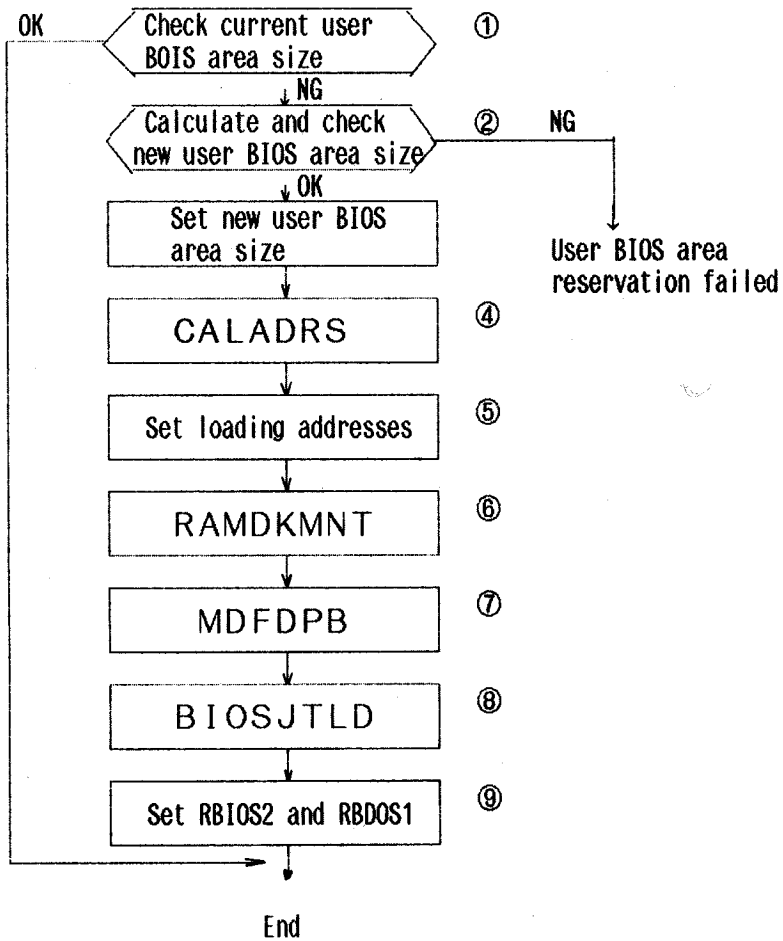 OK
Check current user
BOIS area size
①
NG
Calculate and check
new user BIOS area size
②
NG
OK
Set new user BIOS
area size
User BIOS area
reservation failed
CALADRS
④
Set loading addresses
⑤
RAMDKMNT
⑥
MDFDPB
⑦
BIOSJTLD
⑧
Set RBIOS2 and RBDOS1
⑨
End